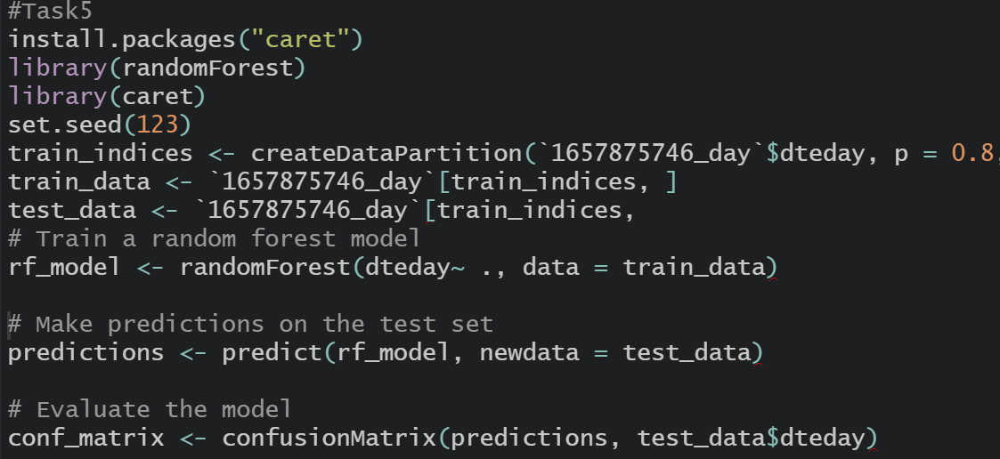 #Task5
install.packages("caret")
library(randomForest)
library(caret)
set.seed(123)
train_indices <- createDataPartition(`1657875746_day`$dteday, p = 0.8,
train_data <- `1657875746_day`[train_indices, ]
test_data <- `1657875746_day`[train_indices,
# Train a random forest model
rf_model <- randomForest(dteday~ ., data = train_data)
# Make predictions on the test set
predictions <- predict(rf_model, newdata = test_data)
# Evaluate the model
conf_matrix <- confusionMatrix(predictions, test_data$dteday)